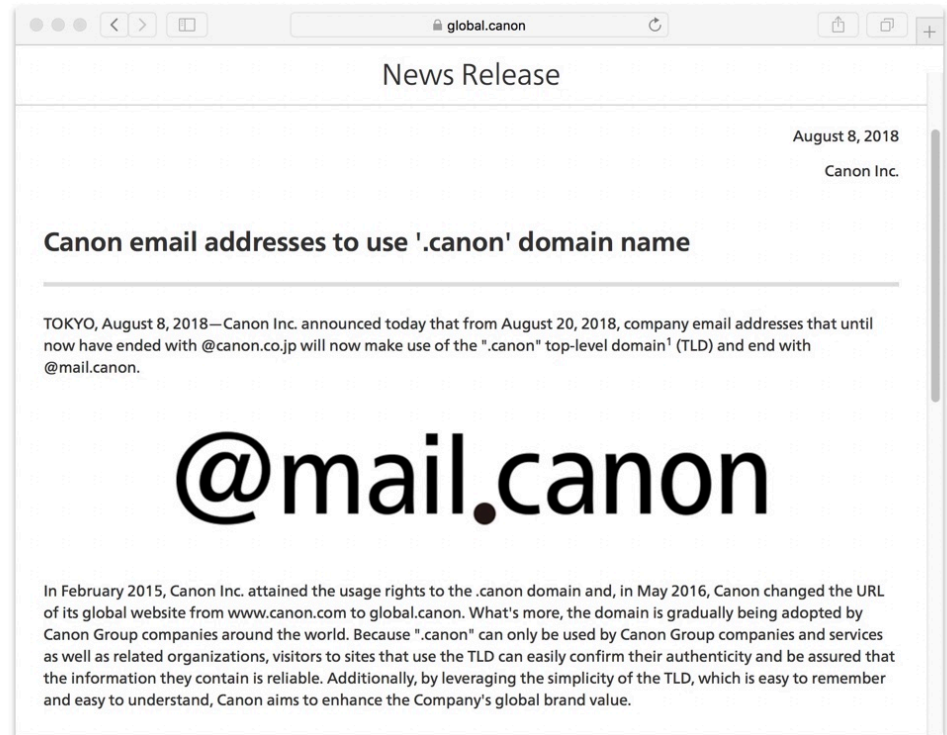 global.canon
News Release
August 8, 2018
Canon Inc.
Canon email addresses to use '.canon' domain name
TOKYO, August 8, 2018—Canon Inc. announced today that from August 20, 2018, company email addresses that until
now have ended with @canon.co.jp will now make use of the ".canon" top-level domain¹ (TLD) and end with
@mail.canon.
@mail.canon
In February 2015, Canon Inc. attained the usage rights to the .canon domain and, in May 2016, Canon changed the URL
of its global website from www.canon.com to global.canon. What's more, the domain is gradually being adopted by
Canon Group companies around the world. Because ".canon" can only be used by Canon Group companies and services
as well as related organizations, visitors to sites that use the TLD can easily confirm their authenticity and be assured that
the information they contain is reliable. Additionally, by leveraging the simplicity of the TLD, which is easy to remember
and easy to understand, Canon aims to enhance the Company's global brand value.